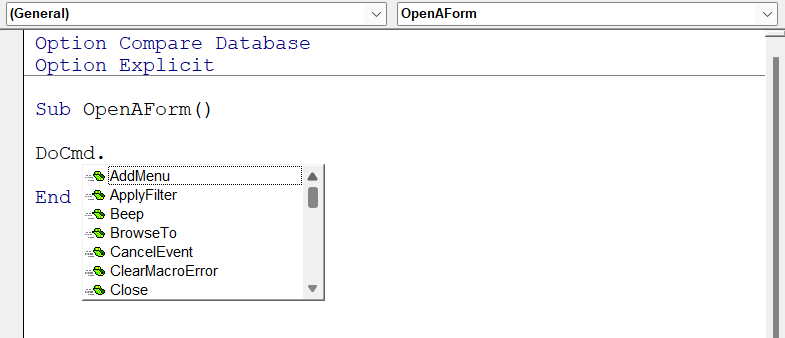 (General) OpenAForm
Option Compare Database
Option Explicit
Sub OpenAForm()
DoCmd.
AddMenu
ApplyFilter
End
Beep
BrowseTo
CancelEvent
ClearMacroError
Close